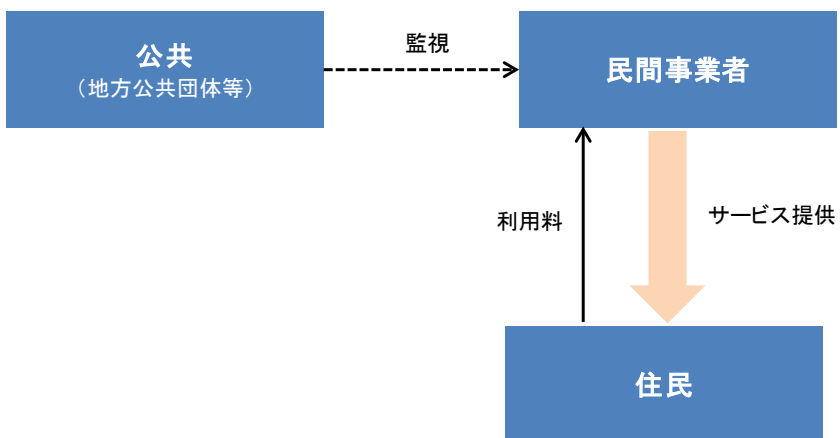 公共
(地方公共団体等)
監視
民間事業者
利用料
サービス提供
住民